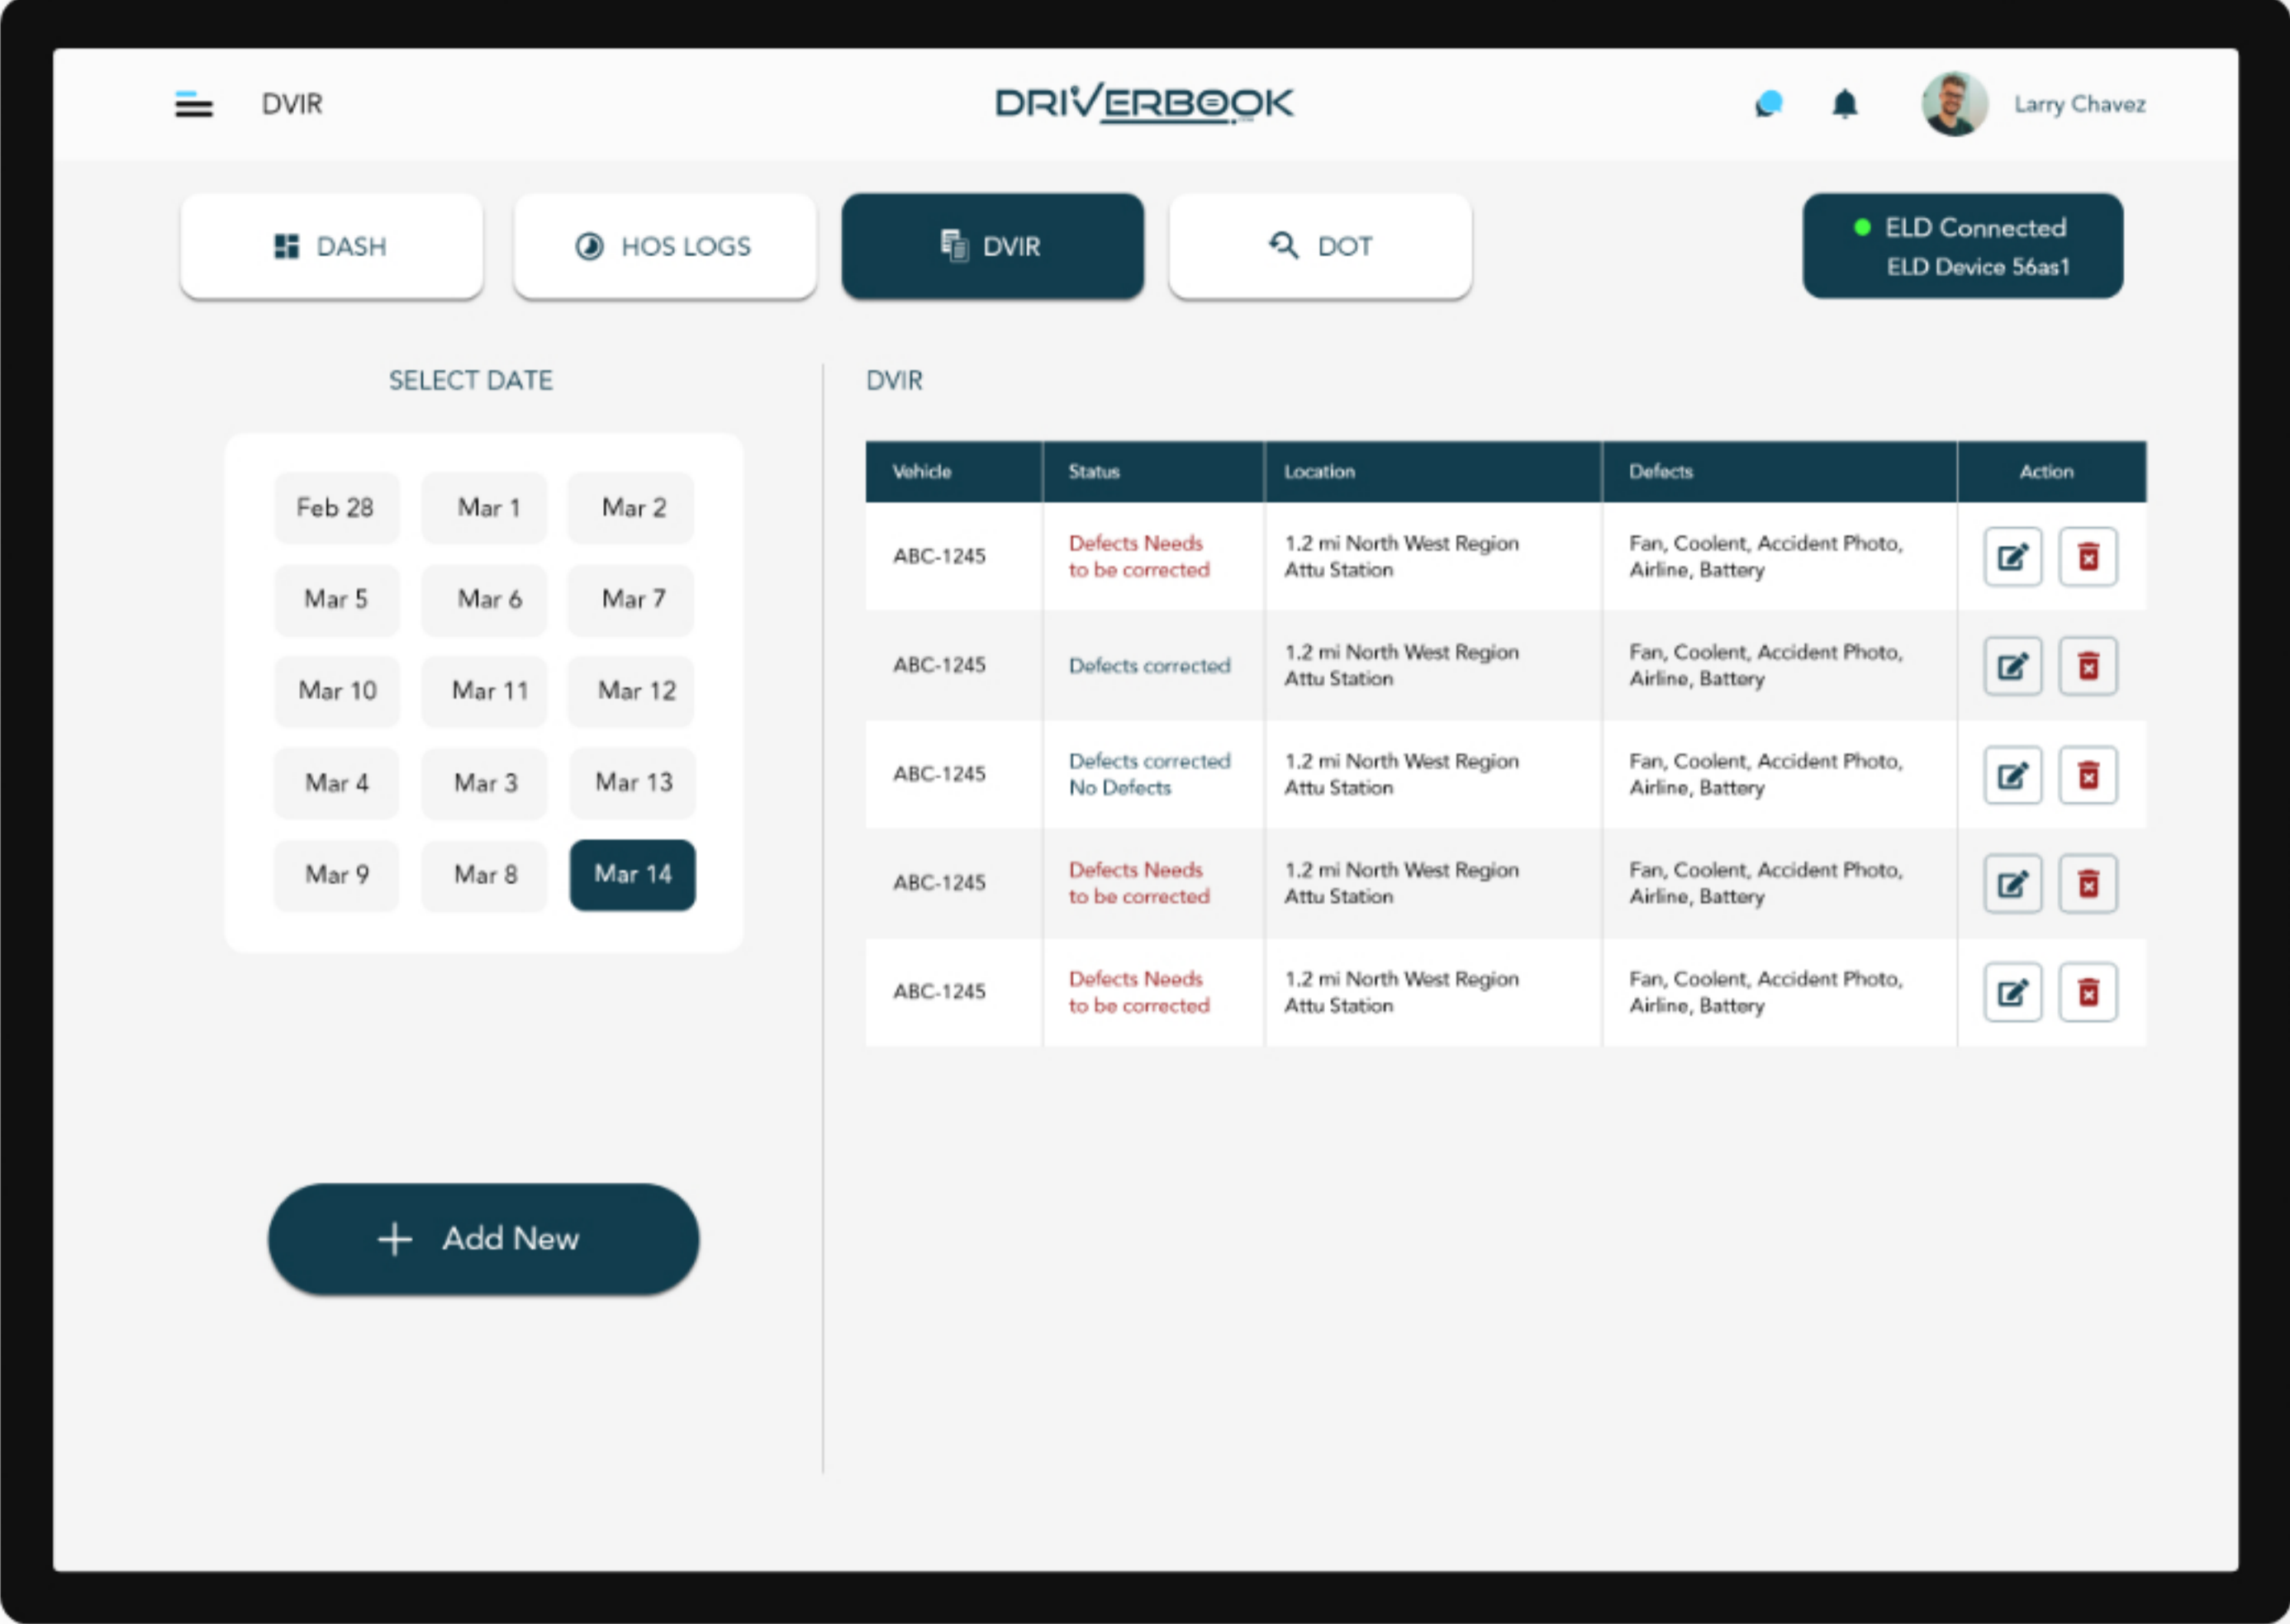 DVIR
DRIVERBOOK
Larry Chavez
DASH
HOS LOGS
DVIR
DOT
ELD Connected
ELD Device 56as1
SELECT DATE
Feb 28
Mar 1
Mar 2
Mar 5
Mar 6
Mar 7
Mar 10
Mar 11
Mar 12
Mar 4
Mar 3
Mar 13
Mar 9
Mar 8
Mar 14
Add New
DVIR
Vehicle
Status
Location
Defects
Action
ABC-1245
Defects Needs
to be corrected
1.2 mi North West Region
Attu Station
Fan, Coolent, Accident Photo,
Airline, Battery
ABC-1245
Defects corrected
1.2 mi North West Region
Attu Station
Fan, Coolent, Accident Photo,
Airline, Battery
ABC-1245
Defects corrected
No Defects
1.2 mi North West Region
Attu Station
Fan, Coolent, Accident Photo,
Airline, Battery
ABC-1245
Defects Needs
to be corrected
1.2 mi North West Region
Attu Station
Fan, Coolent, Accident Photo,
Airline, Battery
ABC-1245
Defects Needs
to be corrected
1.2 mi North West Region
Attu Station
Fan, Coolent, Accident Photo,
Airline, Battery